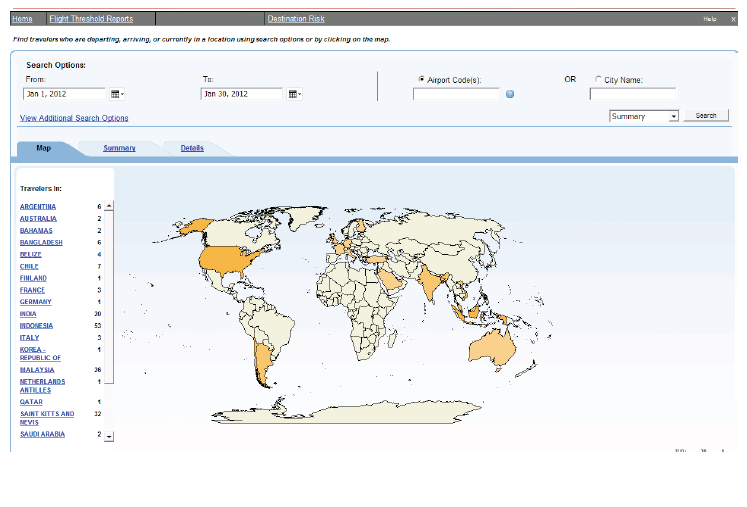 Home Flight Threshold Reports Destination Risk Help X
Find travelers who are departing, arriving, or currently in a location using search options or by clicking on the map.
Search Options:
From: To: Airport Code(s): OR City Name:
Jan 1, 2012 Jan 30, 2012
View Additional Search Options Summary Search
Map Summary Details
Travelers In:
ARGENTINA 6
AUSTRALIA 2
BAHAMAS 2
BANGLADESH 6
BELIZE 4
CHILE 7
FINLAND 1
FRANCE 3
GERMANY 1
INDIA 30
INDONESIA 53
ITALY 3
KOREA - 1
REPUBLIC OF
MALAYSIA 26
NETHERLANDS 1
ANTILLES
QATAR 1
SAINT KITTS AND 32
NEVIS
SAUDI ARABIA 2